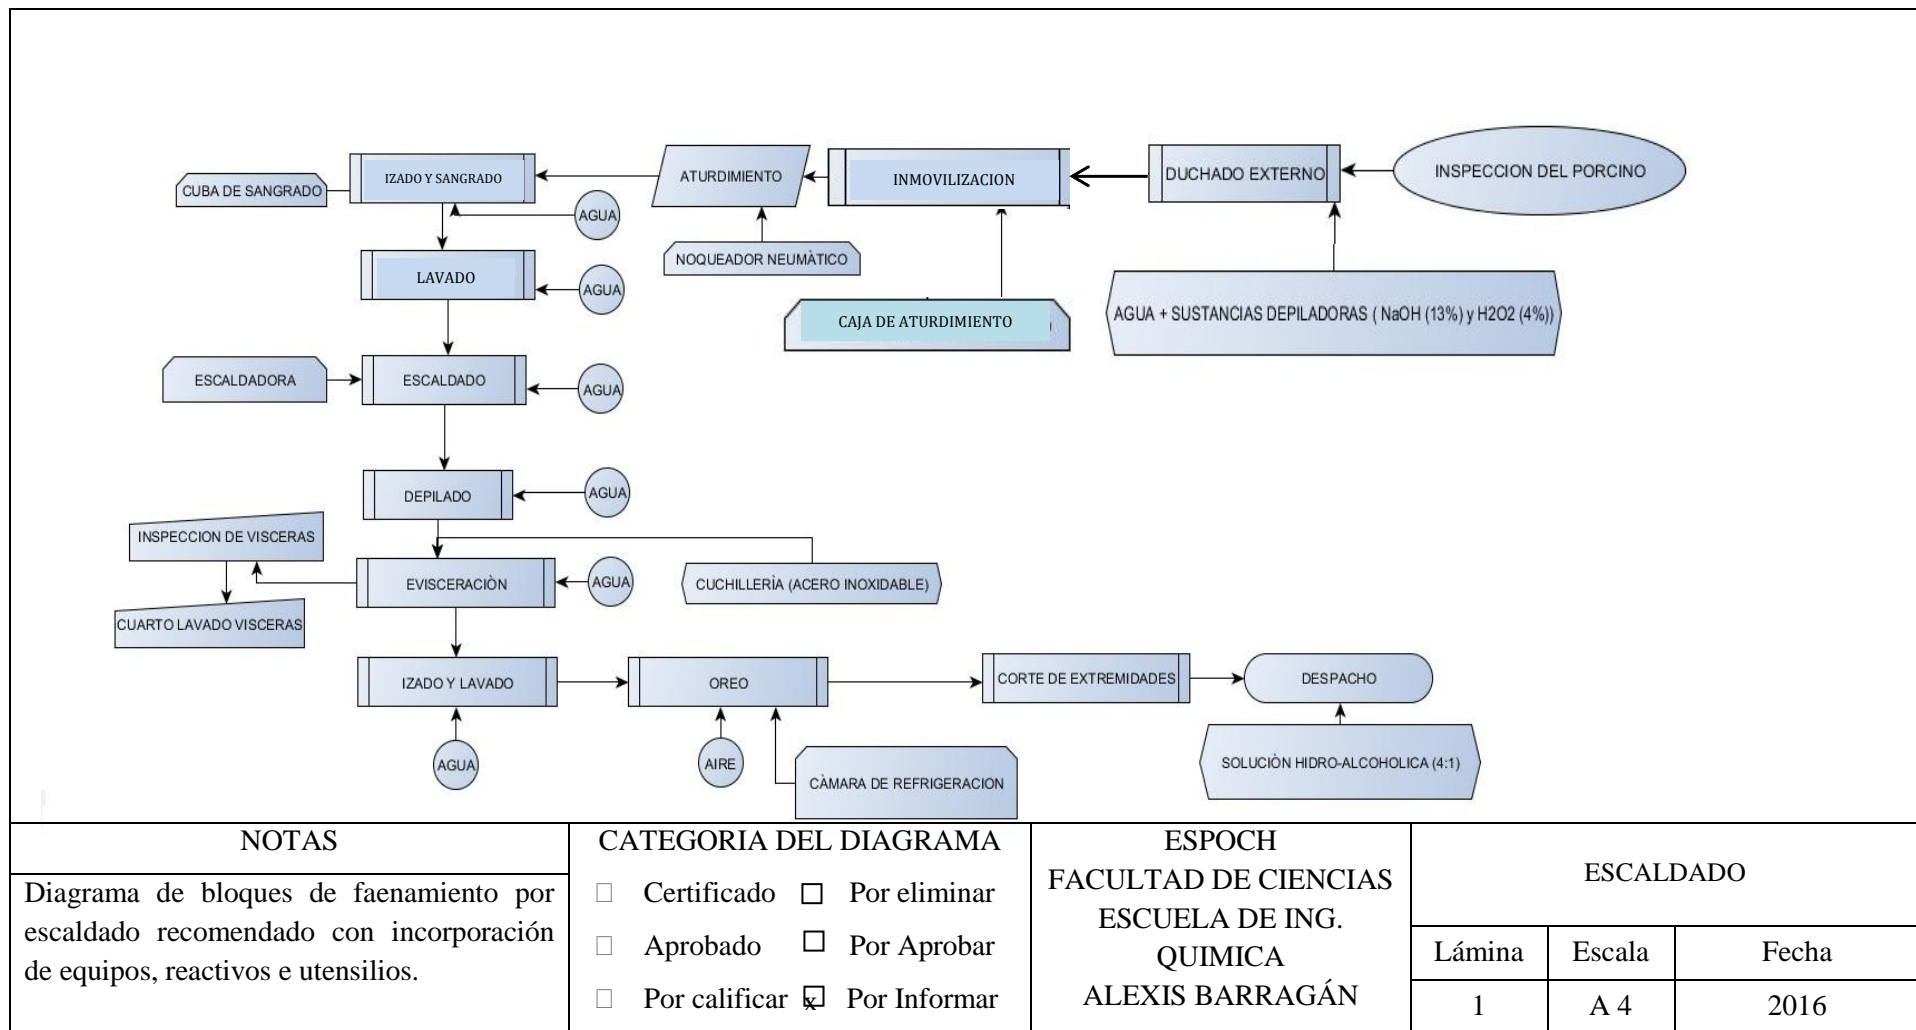 INSPECCION DEL PORCINO
DUCHADO EXTERNO
AGUA + SUSTANCIAS DEPILADORAS ( NaOH (13%) y H2O2 (4%))
INMOVILIZACION
CAJA DE ATURDIMIENTO
ATURDIMIENTO
NOQUEADOR NEUMÀTICO
IZADO Y SANGRADO
CUBA DE SANGRADO
AGUA
LAVADO
AGUA
ESCALDADORA
ESCALDADO
AGUA
DEPILADO
AGUA
INSPECCION DE VISCERAS
EVISCERACIÒN
AGUA
CUCHILLERÌA (ACERO INOXIDABLE)
CUARTO LAVADO VISCERAS
IZADO Y LAVADO
AGUA
OREO
AIRE
CÀMARA DE REFRIGERACION
CORTE DE EXTREMIDADES
DESPACHO
SOLUCIÒN HIDRO-ALCOHOLICA (4:1)
NOTAS
Diagrama de bloques de faenamiento por
escaldado recomendado con incorporación
de equipos, reactivos e utensilios.
CATEGORIA DEL DIAGRAMA
Certificado Por eliminar
Aprobado Por Aprobar
Por calificar x Por Informar
ESPOCH
FACULTAD DE CIENCIAS
ESCUELA DE ING.
QUIMICA
ALEXIS BARRAGÁN
ESCALDADO
Lámina Escala Fecha
1 A 4 2016